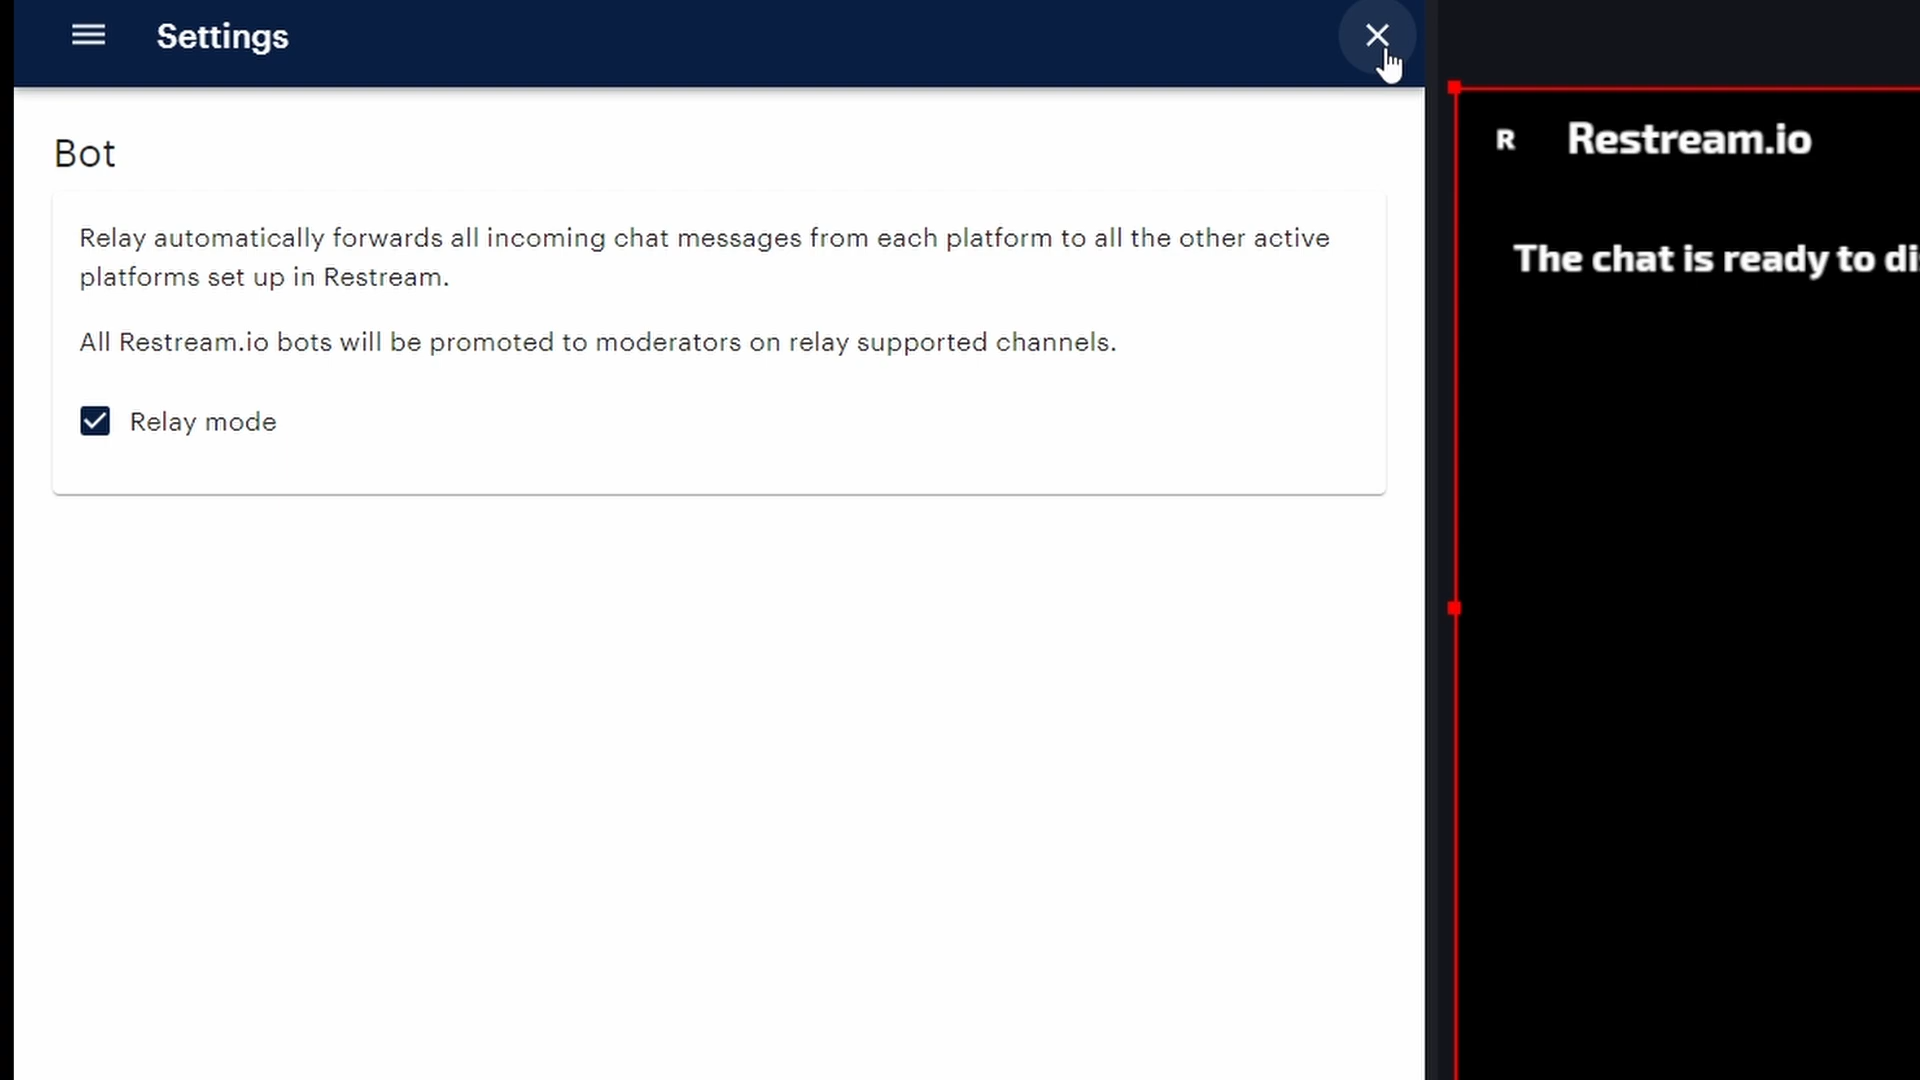 Settings
Bot
Relay automatically forwards all incoming chat messages from each platform to all the other active
platforms set up in Restream.
All Restream.io bots will be promoted to moderators on relay supported channels.
Relay mode
R Restream.io
The chat is ready to